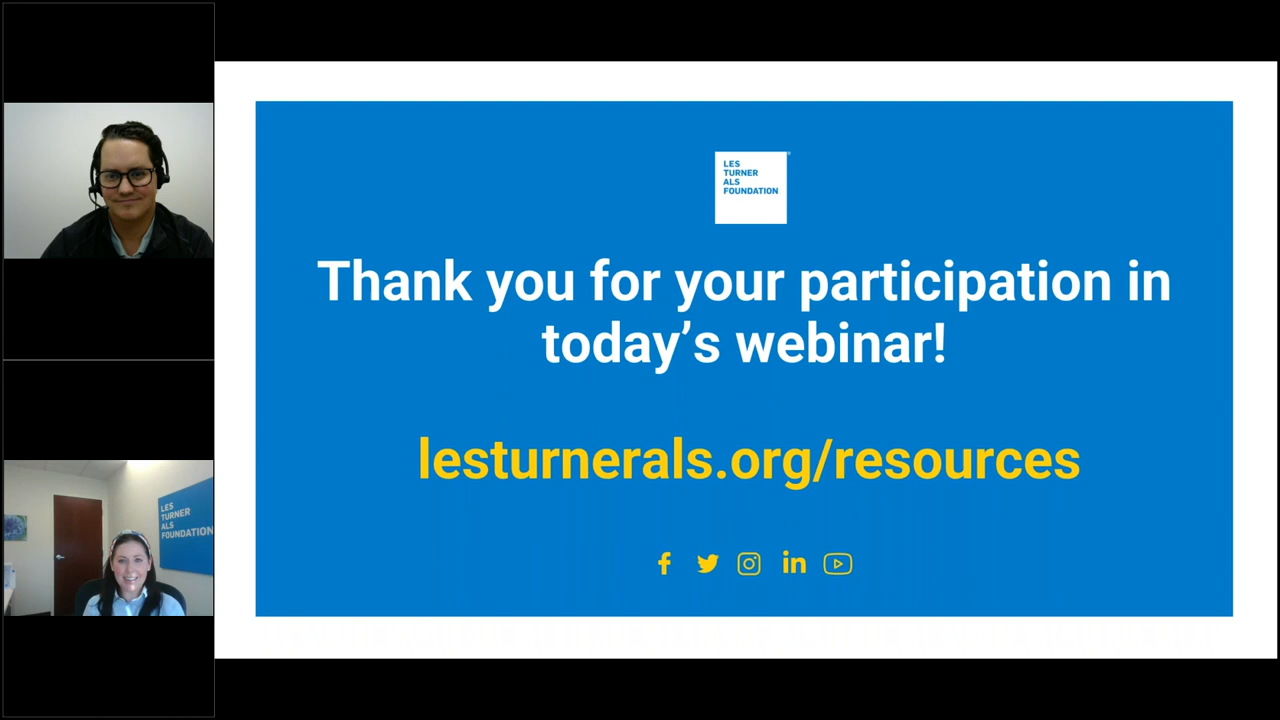 LES
TURNER
ALS
FOUNDATION
Thank you for your participation in
today’s webinar!
lesturnerals.org/resources
LES
TURNER
ALS
FOUNDATION